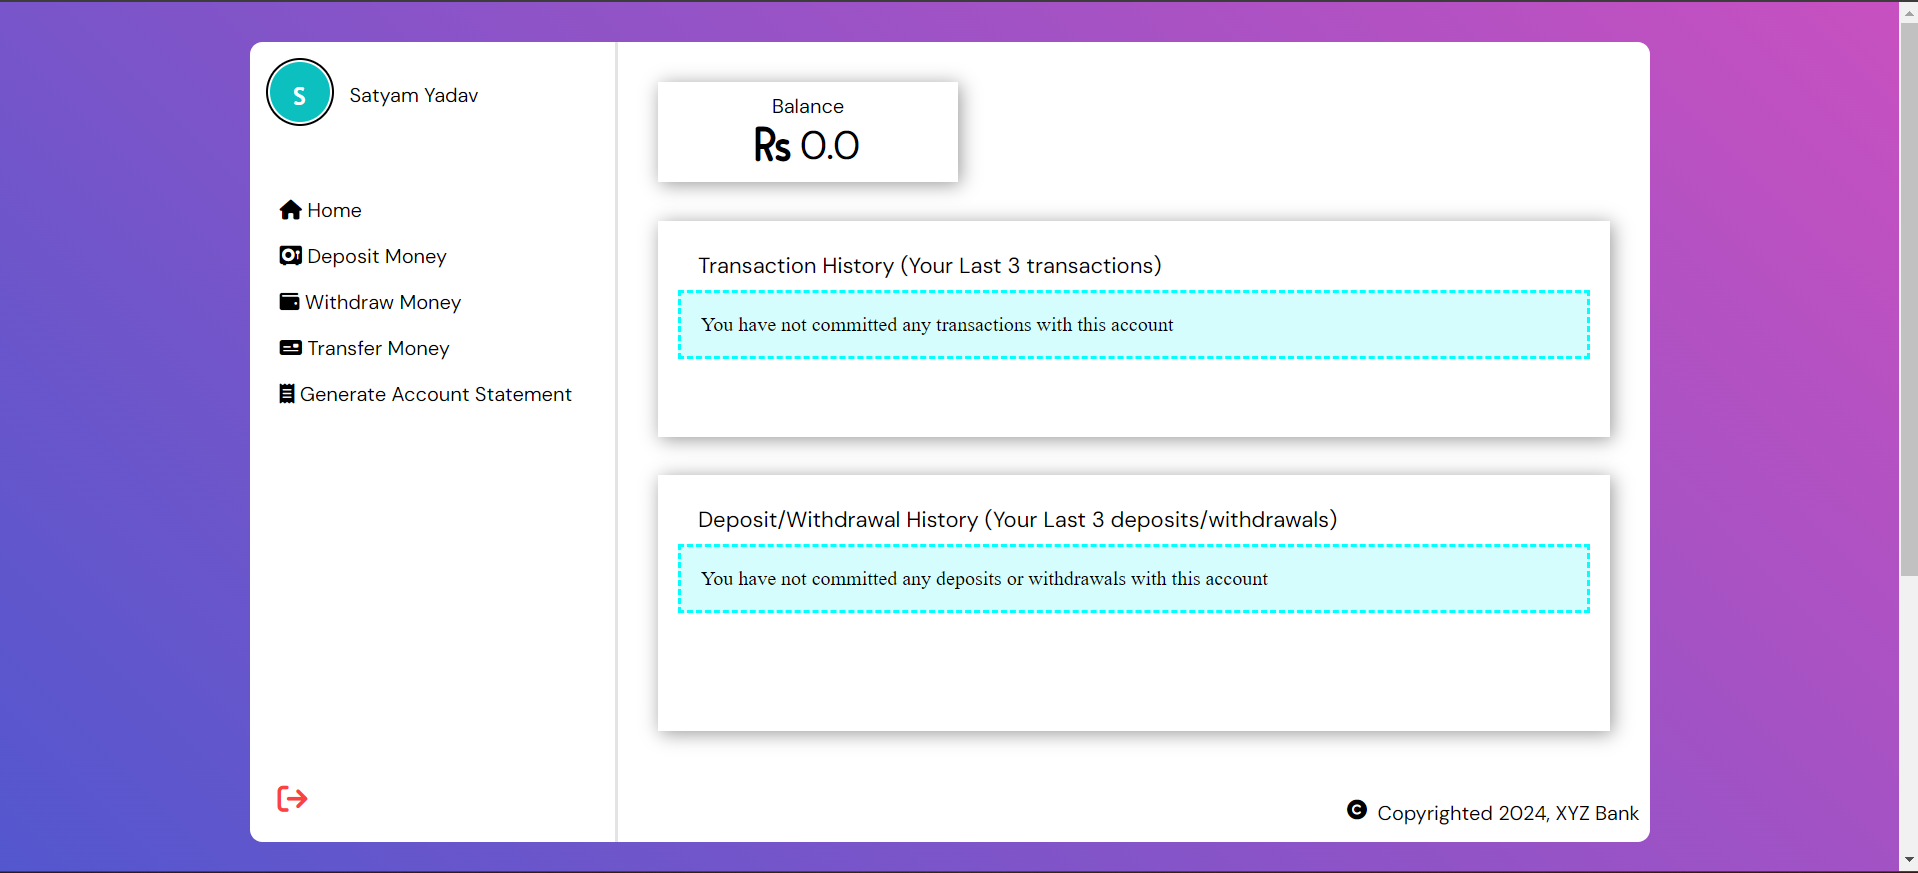 S
Satyam Yadav
Home
Deposit Money
Withdraw Money
Transfer Money
Generate Account Statement
Balance
Rs 0.0
Transaction History (Your Last 3 transactions)
You have not committed any transactions with this account
Deposit/Withdrawal History (Your Last 3 deposits/withdrawals)
You have not committed any deposits or withdrawals with this account
© Copyrighted 2024, XYZ Bank